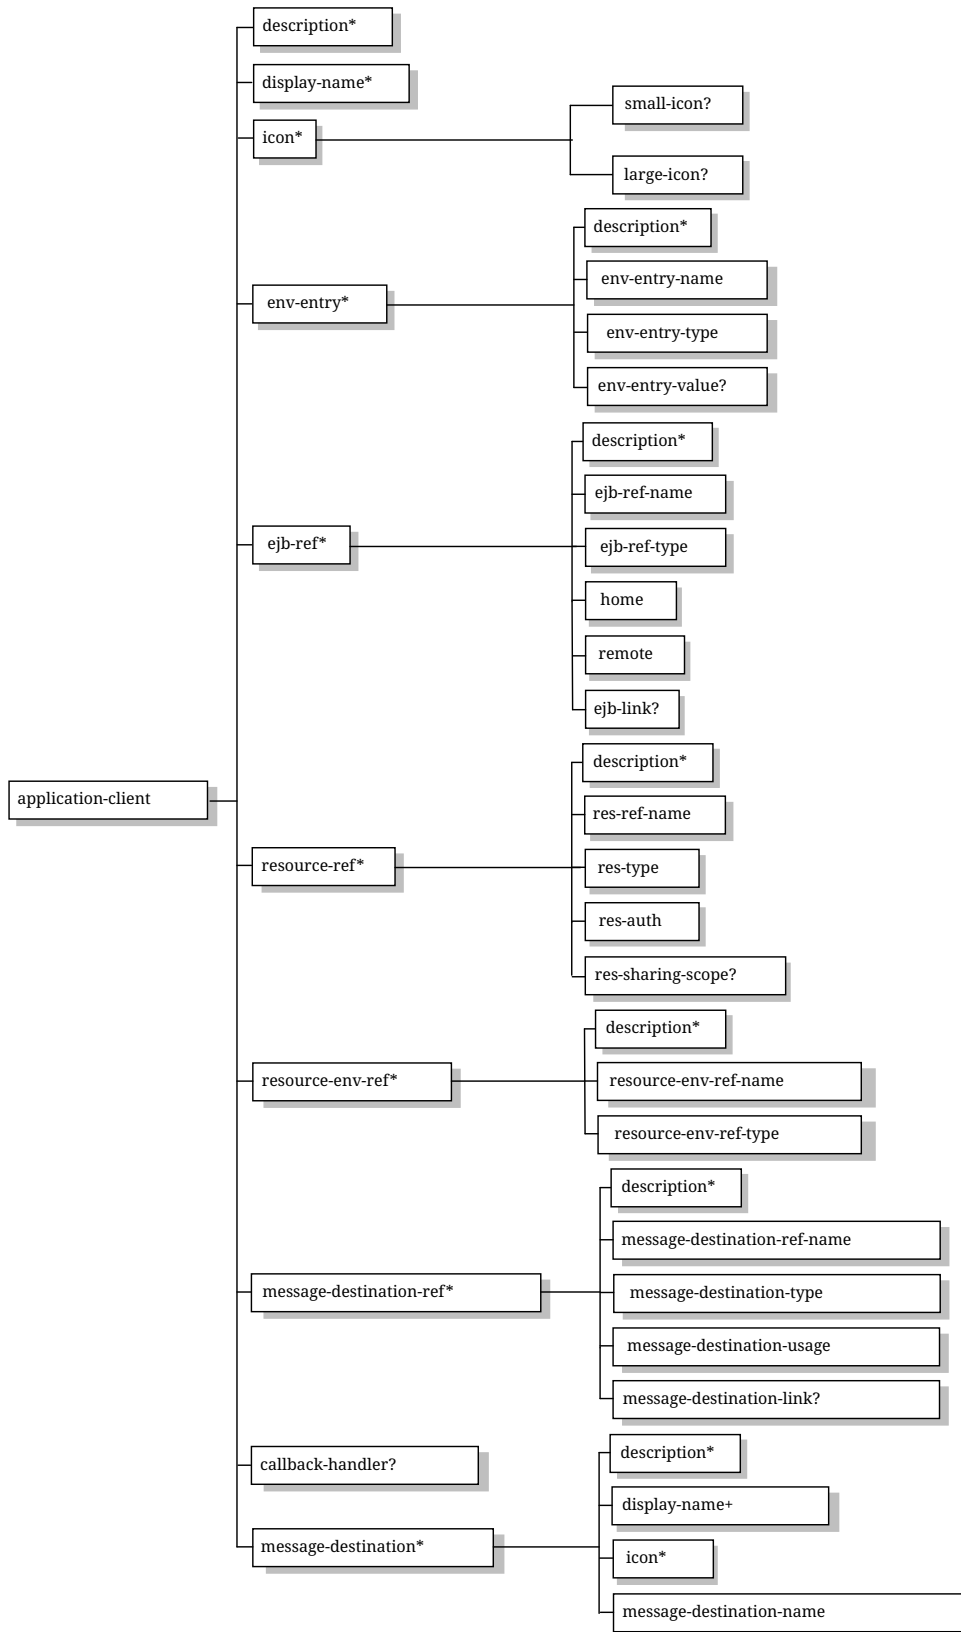 description*
display-name*
icon*
small-icon?
large-icon?
env-entry*
description*
env-entry-name
env-entry-type
env-entry-value?
ejb-ref*
description*
ejb-ref-name
ejb-ref-type
home
remote
ejb-link?
application-client
resource-ref*
description*
res-ref-name
res-type
res-auth
res-sharing-scope?
resource-env-ref*
description*
resource-env-ref-name
resource-env-ref-type
message-destination-ref*
description*
message-destination-ref-name
message-destination-type
message-destination-usage
message-destination-link?
callback-handler?
message-destination*
description*
display-name+
icon*
message-destination-name